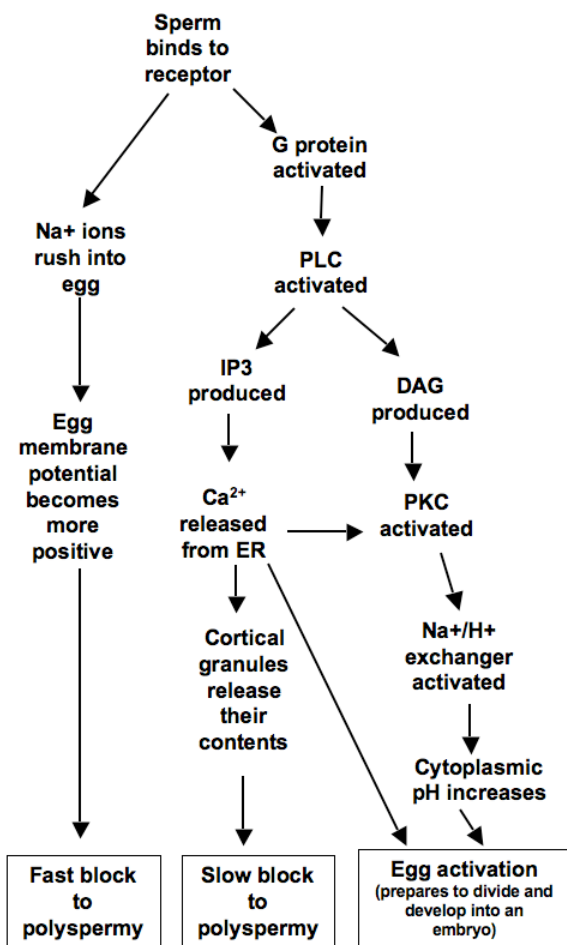 Sperm
binds to
receptor
G protein
activated
Na+ ions
rush into
egg
PLC
activated
IP3
produced
DAG
produced
Egg
membrane
potential
becomes
more
positive
Ca²⁺
released
from ER
PKC
activated
Cortical
granules
release
their
contents
Na+/H+
exchanger
activated
Cytoplasmic
pH increases
Fast block
to
polyspermy
Slow block
to
polyspermy
Egg activation
(prepares to divide and
develop into an
embryo)